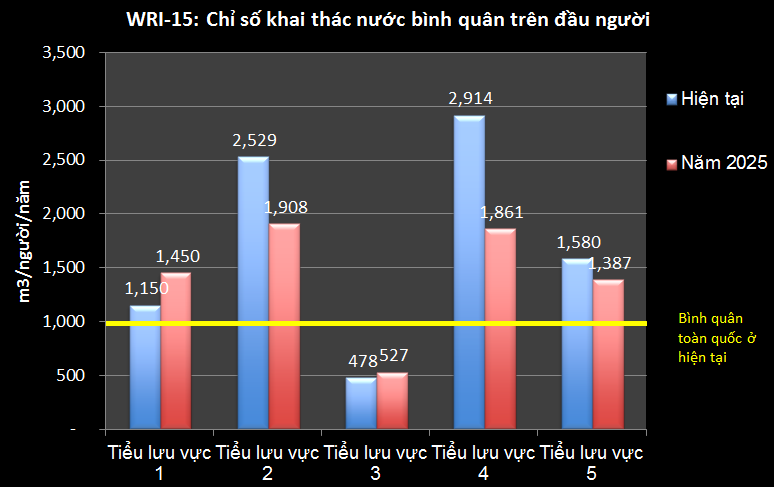 WRI-15: Chỉ số khai thác nước bình quân trên đầu người
3,500
3,000
2,500
2,000
1,500
1,000
500
-
m3/người/năm
1,150
1,450
2,529
1,908
478
527
2,914
1,861
1,580
1,387
Tiểu lưu vực
1
Tiểu lưu vực
2
Tiểu lưu vực
3
Tiểu lưu vực
4
Tiểu lưu vực
5
Hiện tại
Năm 2025
Bình quân
toàn quốc ở
hiện tại